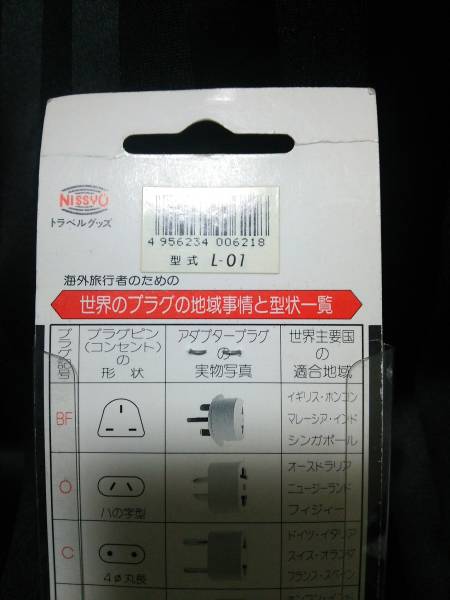 NISSYO
トラベルグッズ
4 956234 006218
型式 L-01
海外旅行者のための
世界のプラグの地域事情と型状一覧
プラグ記号
プラグピン
(コンセント)
の
形状
アダプタープラグ
の
実物写真
世界主要国
の
適合地域
BF
イギリス・ホンコン
マレーシア・インド
シンガポール
O
ハの字型
オーストラリア
ニュージーランド
フィジィー
C
4φ丸長
ドイツ・イタリア
スイス・オランダ
フランス・スペイン